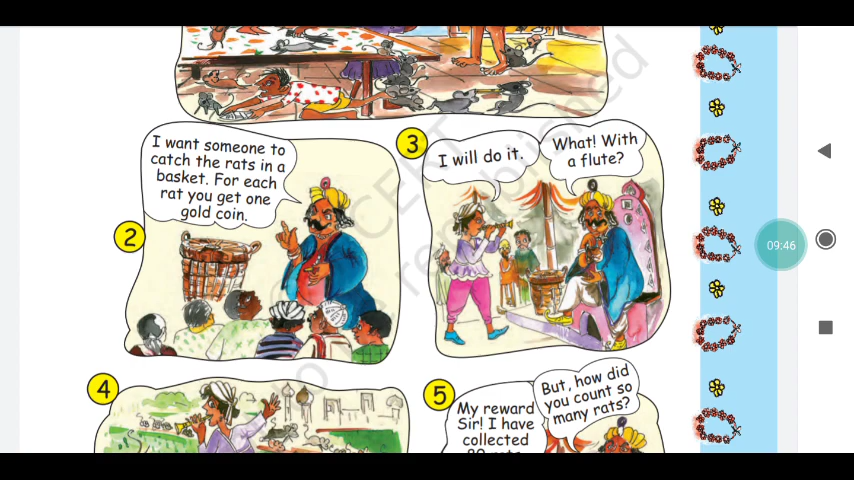 2
I want someone to
catch the rats in a
basket. For each
rat you get one
gold coin.
3
I will do it.
What! With
a flute?
4
5
My reward
Sir! I have
collected
But, how did
you count so
many rats?
09:46